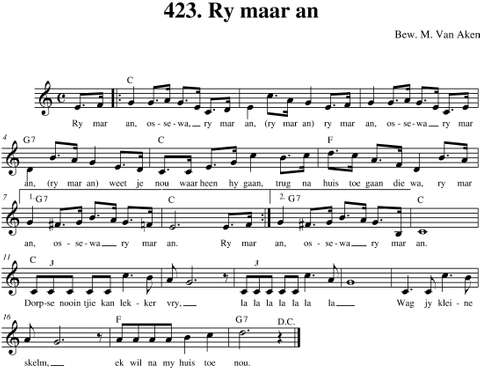 423. Ry maar an
Bew. M. Van Aken
C
Ry mar an, os - se - wa, ry mar an, (ry mar an) ry mar an, os - se - wa ry mar
4 G7 C F
an, (ry mar an) weet je nou waar heen hy gaan, trug na huis toe gaan die wa, ry mar
7 1. G7 C 2. G7 C
an, os - se - wa ry mar an. Ry mar an, os - se - wa ry mar an.
11 C 3 3 3 3
Dorp-se nooin tjie kan lek - ker vry, la la la la la la la Wag jy klei - ne
16 F G7 D.C.
skelm, ek wil na my huis toe nou.